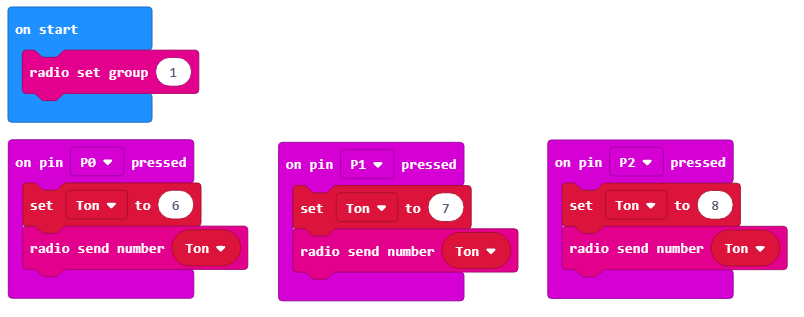 on start
radio set group 1
on pin P0 pressed
set Ton to 6
radio send number Ton
on pin P1 pressed
set Ton to 7
radio send number Ton
on pin P2 pressed
set Ton to 8
radio send number Ton